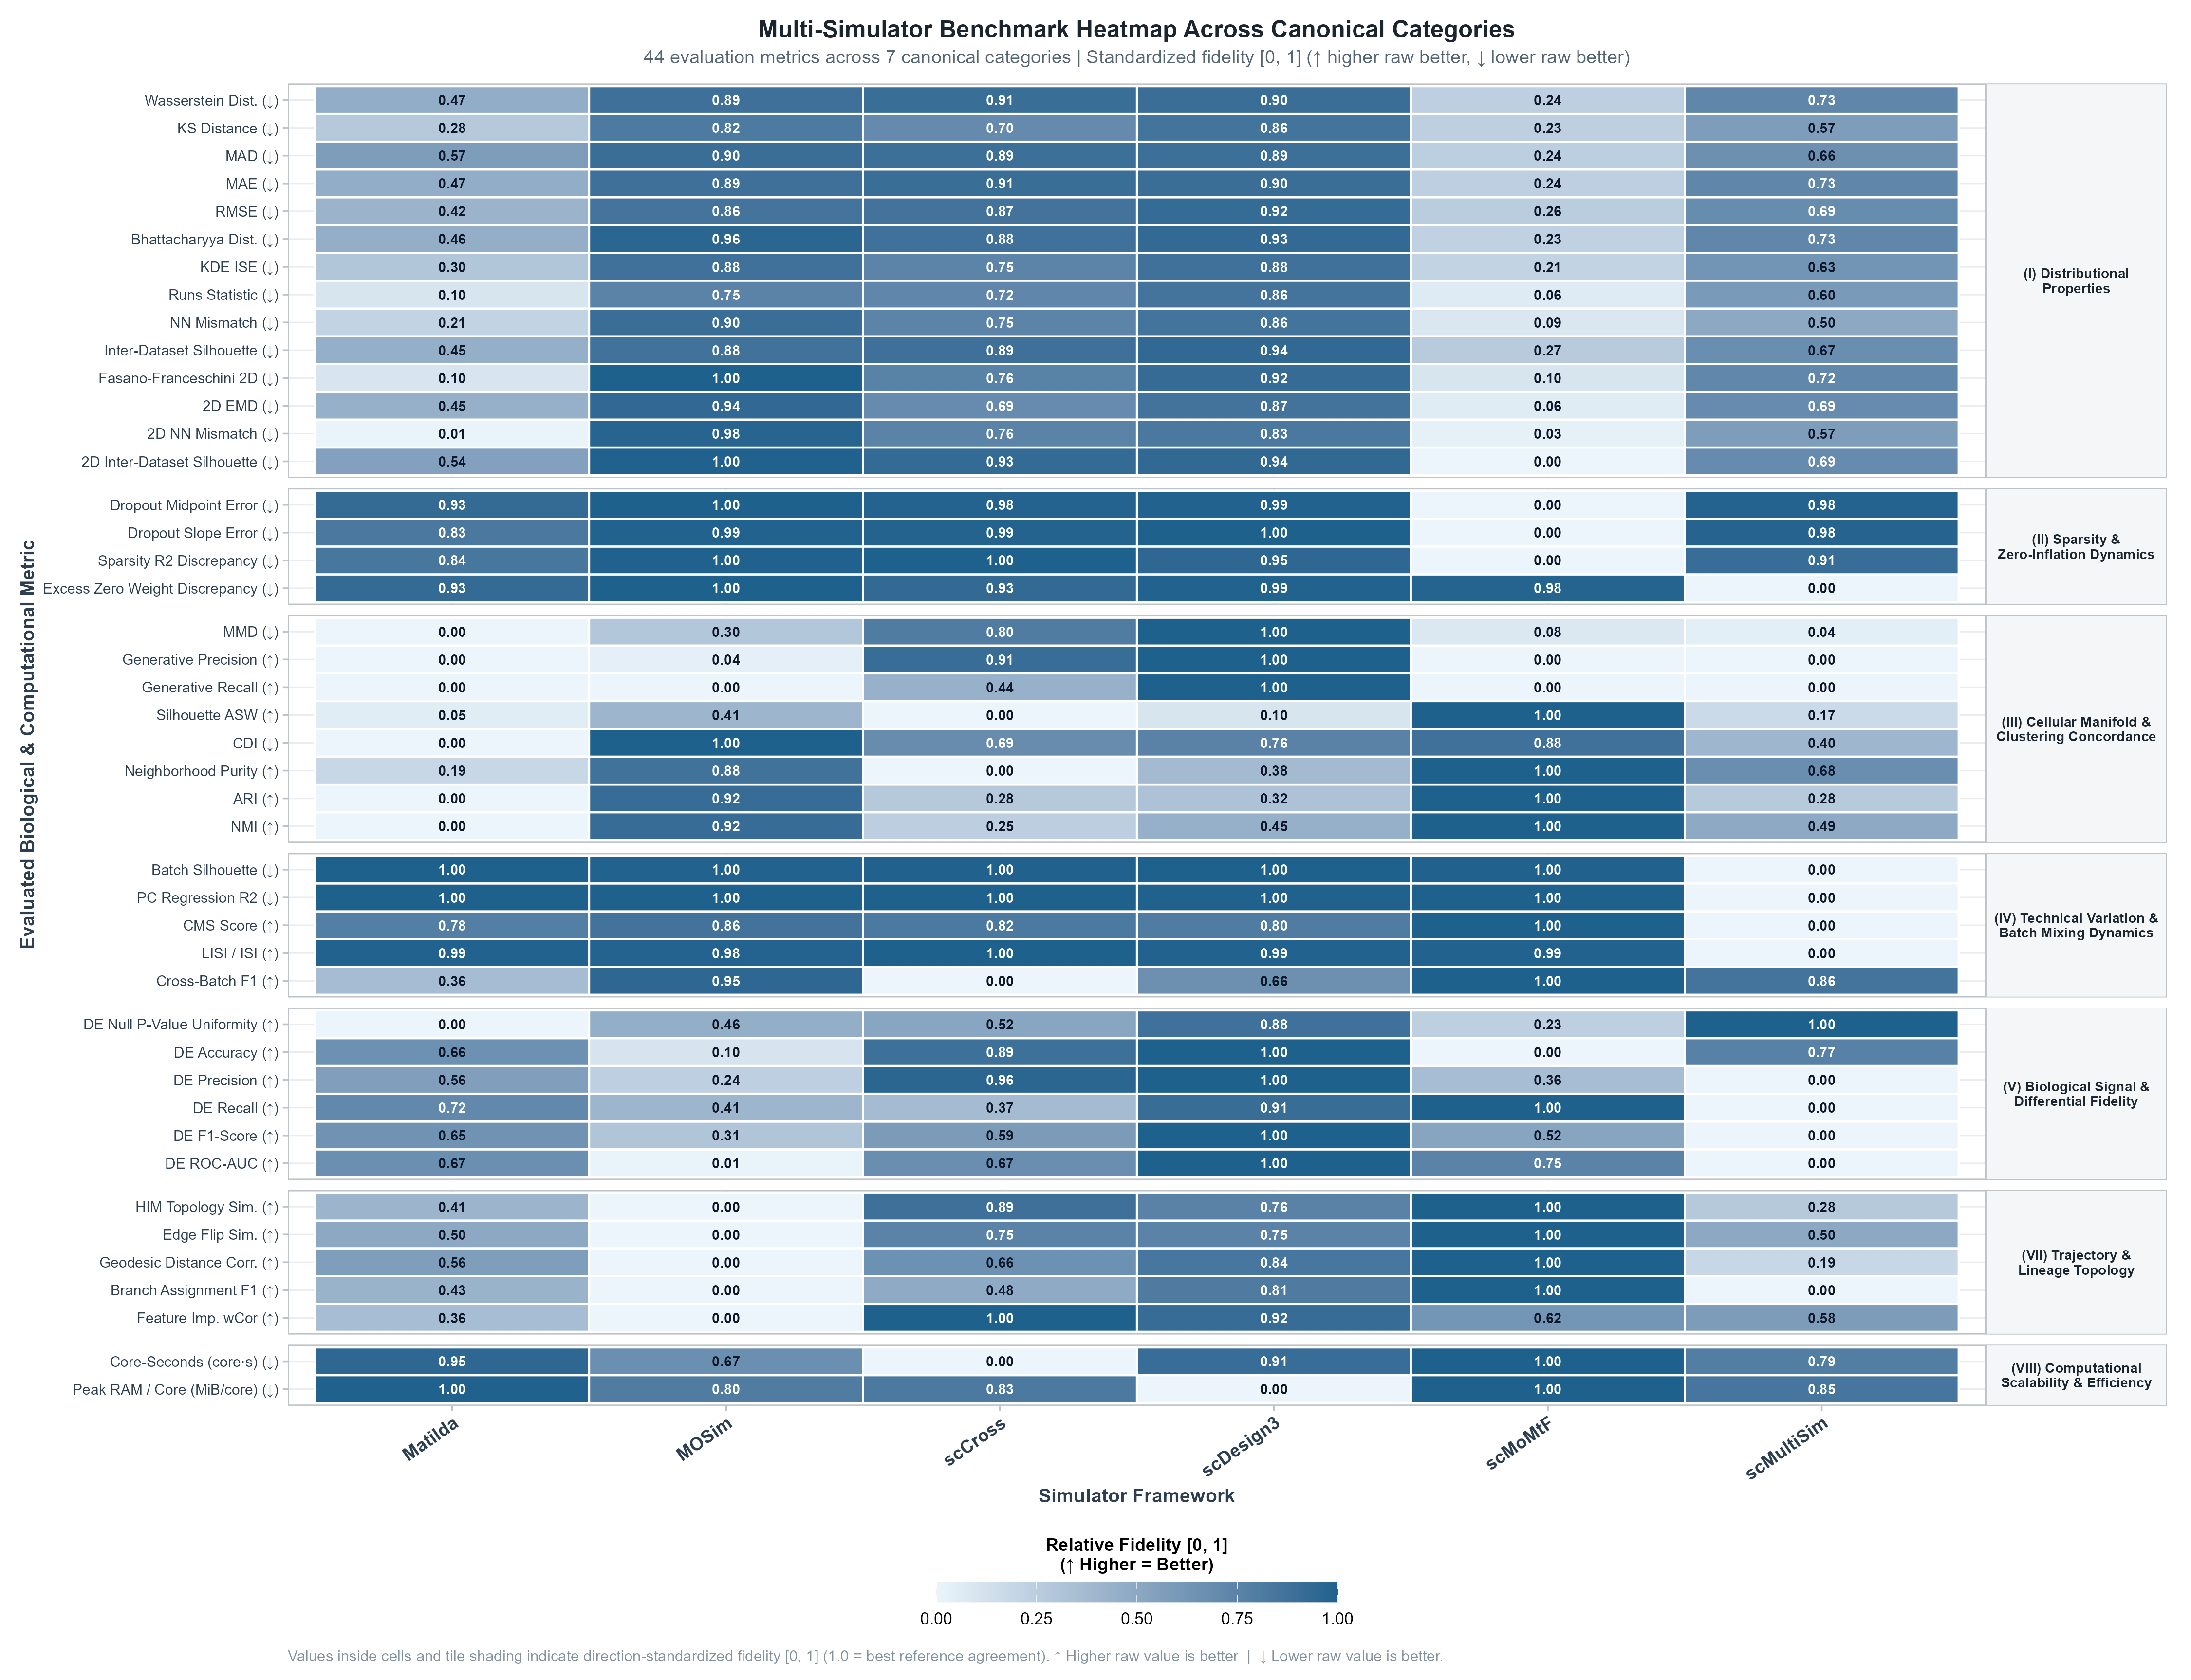 Multi-Simulator Benchmark Heatmap Across Canonical Categories
44 evaluation metrics across 7 canonical categories | Standardized fidelity [0, 1] (↑ higher raw better, ↓ lower raw better)
Evaluated Biological & Computational Metric
Wasserstein Dist. (↓) 0.47 0.89 0.91 0.90 0.24 0.73
KS Distance (↓) 0.28 0.82 0.70 0.86 0.23 0.57
MAD (↓) 0.57 0.90 0.89 0.89 0.24 0.66
MAE (↓) 0.47 0.89 0.91 0.90 0.24 0.73
RMSE (↓) 0.42 0.86 0.87 0.92 0.26 0.69
Bhattacharyya Dist. (↓) 0.46 0.96 0.88 0.93 0.23 0.73
KDE ISE (↓) 0.30 0.88 0.75 0.88 0.21 0.63
Runs Statistic (↓) 0.10 0.75 0.72 0.86 0.06 0.60
NN Mismatch (↓) 0.21 0.90 0.75 0.86 0.09 0.50
Inter-Dataset Silhouette (↓) 0.45 0.88 0.89 0.94 0.27 0.67
Fasano-Franceschini 2D (↓) 0.10 1.00 0.76 0.92 0.10 0.72
2D EMD (↓) 0.45 0.94 0.69 0.87 0.06 0.69
2D NN Mismatch (↓) 0.01 0.98 0.76 0.83 0.03 0.57
2D Inter-Dataset Silhouette (↓) 0.54 1.00 0.93 0.94 0.00 0.69
(I) Distributional
Properties
Dropout Midpoint Error (↓) 0.93 1.00 0.98 0.99 0.00 0.98
Dropout Slope Error (↓) 0.83 0.99 0.99 1.00 0.00 0.98
Sparsity R2 Discrepancy (↓) 0.84 1.00 1.00 0.95 0.00 0.91
Excess Zero Weight Discrepancy (↓) 0.93 1.00 0.93 0.99 0.98 0.00
(II) Sparsity &
Zero-Inflation Dynamics
MMD (↓) 0.00 0.30 0.80 1.00 0.08 0.04
Generative Precision (↑) 0.00 0.04 0.91 1.00 0.00 0.00
Generative Recall (↑) 0.00 0.00 0.44 1.00 0.00 0.00
Silhouette ASW (↑) 0.05 0.41 0.00 0.10 1.00 0.17
CDI (↓) 0.00 1.00 0.69 0.76 0.88 0.40
Neighborhood Purity (↑) 0.19 0.88 0.00 0.38 1.00 0.68
ARI (↑) 0.00 0.92 0.28 0.32 1.00 0.28
NMI (↑) 0.00 0.92 0.25 0.45 1.00 0.49
(III) Cellular Manifold &
Clustering Concordance
Batch Silhouette (↓) 1.00 1.00 1.00 1.00 1.00 0.00
PC Regression R2 (↓) 1.00 1.00 1.00 1.00 1.00 0.00
CMS Score (↑) 0.78 0.86 0.82 0.80 1.00 0.00
LISI / ISI (↑) 0.99 0.98 1.00 0.99 0.99 0.00
Cross-Batch F1 (↑) 0.36 0.95 0.00 0.66 1.00 0.86
(IV) Technical Variation &
Batch Mixing Dynamics
DE Null P-Value Uniformity (↑) 0.00 0.46 0.52 0.88 0.23 1.00
DE Accuracy (↑) 0.66 0.10 0.89 1.00 0.00 0.77
DE Precision (↑) 0.56 0.24 0.96 1.00 0.36 0.00
DE Recall (↑) 0.72 0.41 0.37 0.91 1.00 0.00
DE F1-Score (↑) 0.65 0.31 0.59 1.00 0.52 0.00
DE ROC-AUC (↑) 0.67 0.01 0.67 1.00 0.75 0.00
(V) Biological Signal &
Differential Fidelity
HIM Topology Sim. (↑) 0.41 0.00 0.89 0.76 1.00 0.28
Edge Flip Sim. (↑) 0.50 0.00 0.75 0.75 1.00 0.50
Geodesic Distance Corr. (↑) 0.56 0.00 0.66 0.84 1.00 0.19
Branch Assignment F1 (↑) 0.43 0.00 0.48 0.81 1.00 0.00
Feature Imp. wCor (↑) 0.36 0.00 1.00 0.92 0.62 0.58
(VII) Trajectory &
Lineage Topology
Core-Seconds (core·s) (↓) 0.95 0.67 0.00 0.91 1.00 0.79
Peak RAM / Core (MiB/core) (↓) 1.00 0.80 0.83 0.00 1.00 0.85
(VIII) Computational
Scalability & Efficiency
Matilda MOSim scCross scDesign3 scMoMtF scMultiSim
Simulator Framework
Relative Fidelity [0, 1]
(↑ Higher = Better)
0.00 0.25 0.50 0.75 1.00
Values inside cells and tile shading indicate direction-standardized fidelity [0, 1] (1.0 = best reference agreement). ↑ Higher raw value is better | ↓ Lower raw value is better.